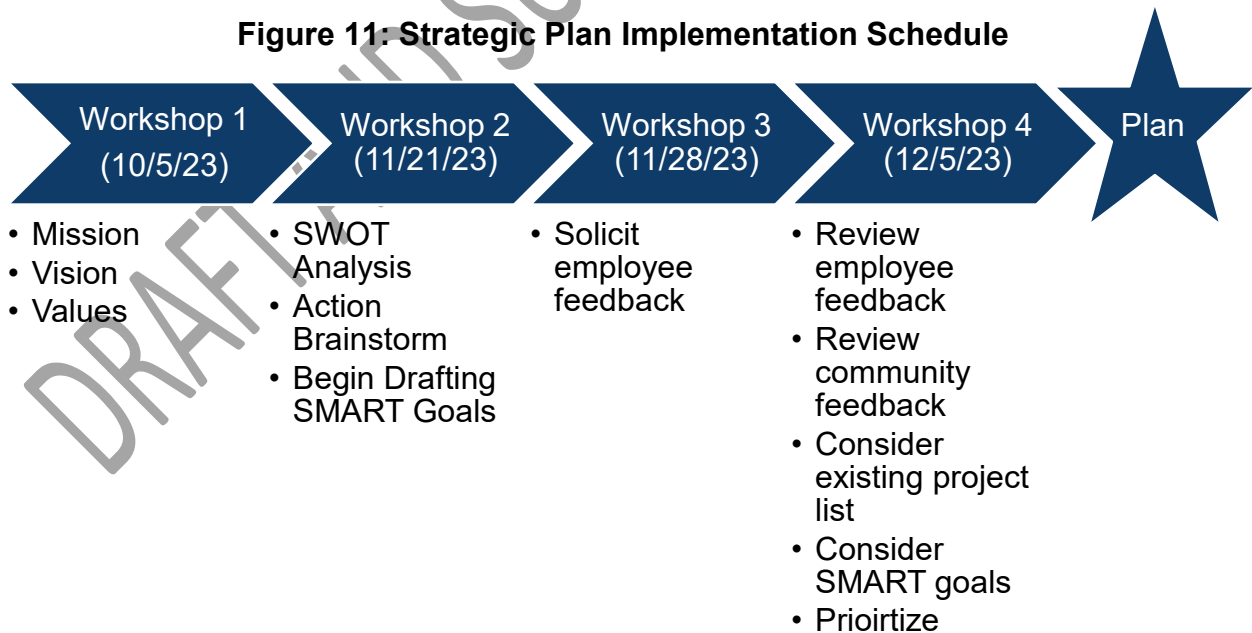 Figure 11: Strategic Plan Implementation Schedule
Workshop 1
(10/5/23)
Workshop 2
(11/21/23)
Workshop 3
(11/28/23)
Workshop 4
(12/5/23)
Plan
• Mission
• Vision
• Values
• SWOT
Analysis
• Action
Brainstorm
• Begin Drafting
SMART Goals
• Solicit
employee
feedback
• Review
employee
feedback
• Review
community
feedback
• Consider
existing project
list
• Consider
SMART goals
• Prioirtize
DRAFT